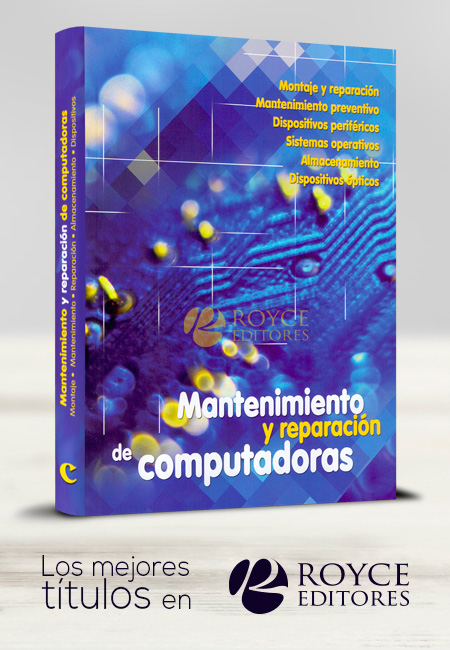 Mantenimiento y reparación de computadoras
Montaje • Mantenimiento • Reparación • Almacenamiento • Dispositivos
Montaje y reparación
Mantenimiento preventivo
Dispositivos periféricos
Sistemas operativos
Almacenamiento
Dispositivos ópticos
ROYCE
EDITORES
Mantenimiento
y reparación
de computadoras
Los mejores
títulos en
ROYCE
EDITORES